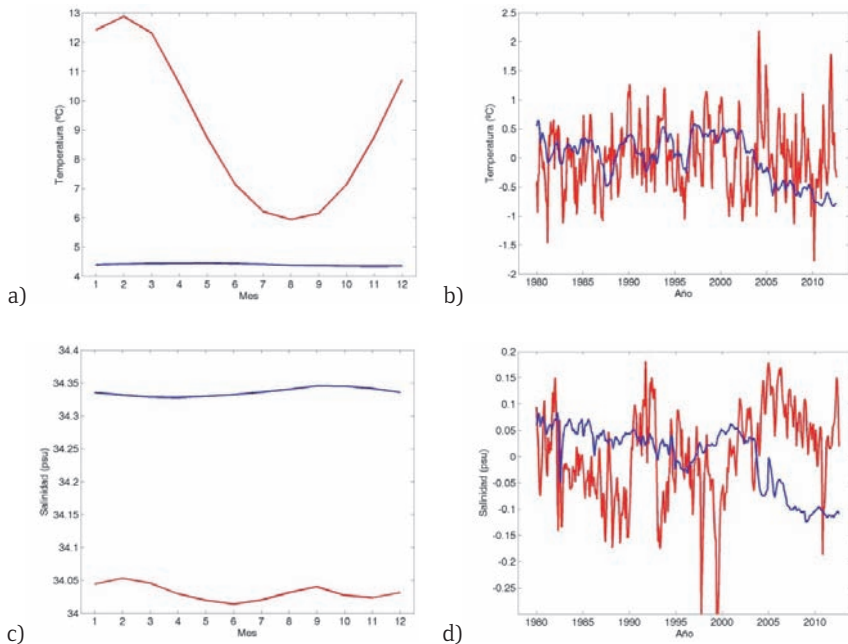 13
12
11
10
9
8
7
6
5
4
Temperatura (ºC)
1 2 3 4 5 6 7 8 9 10 11 12
Mes
a)
2.5
2
1.5
1
0.5
0
-0.5
-1
-1.5
-2
Temperatura (ºC)
1980 1985 1990 1995 2000 2005 2010
Año
b)
34.4
34.35
34.3
34.25
34.2
34.15
34.1
34.05
34
Salinidad (psu)
1 2 3 4 5 6 7 8 9 10 11 12
Mes
c)
0.2
0.15
0.1
0.05
0
-0.05
-0.1
-0.15
-0.2
-0.25
Salinidad (psu)
1980 1985 1990 1995 2000 2005 2010
Año
d)